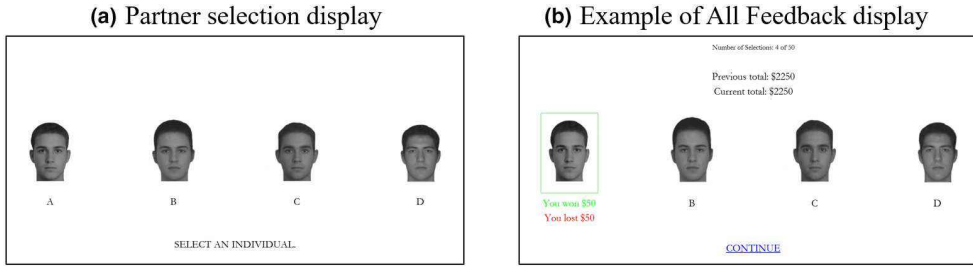 (a) Partner selection display
A B C D
SELECT AN INDIVIDUAL.
(b) Example of All Feedback display
Number of Selections: 4 of 50
Previous total: $2250
Current total: $2250
You won $50
You lost $50
B C D
CONTINUE